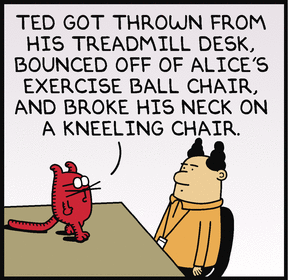 TED GOT THROWN FROM
HIS TREADMILL DESK,
BOUNCED OFF OF ALICE'S
EXERCISE BALL CHAIR,
AND BROKE HIS NECK ON
A KNEELING CHAIR.